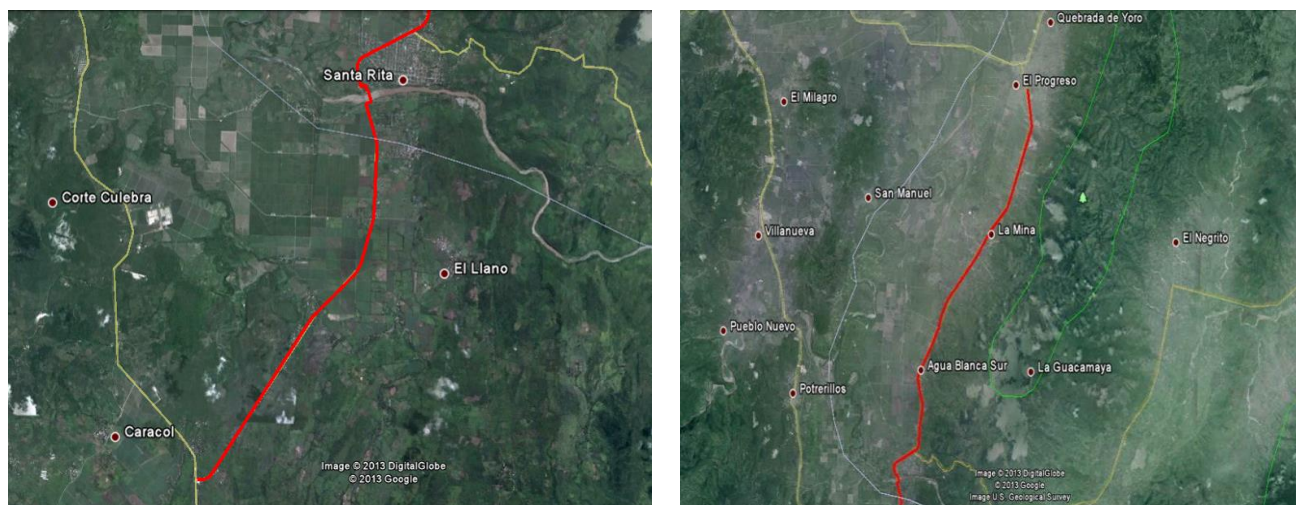 Santa Rita
Corte Culebra
El Llano
Caracol
Image © 2013 DigitalGlobe
© 2013 Google
Quebrada de Yoro
El Progreso
El Milagro
San Manuel
Villanueva
La Mina
El Negrito
Pueblo Nuevo
Agua Blanca Sur
La Guacamaya
Potrerillos
Image © 2013 DigitalGlobe
© 2013 Google
Image U.S. Geological Survey